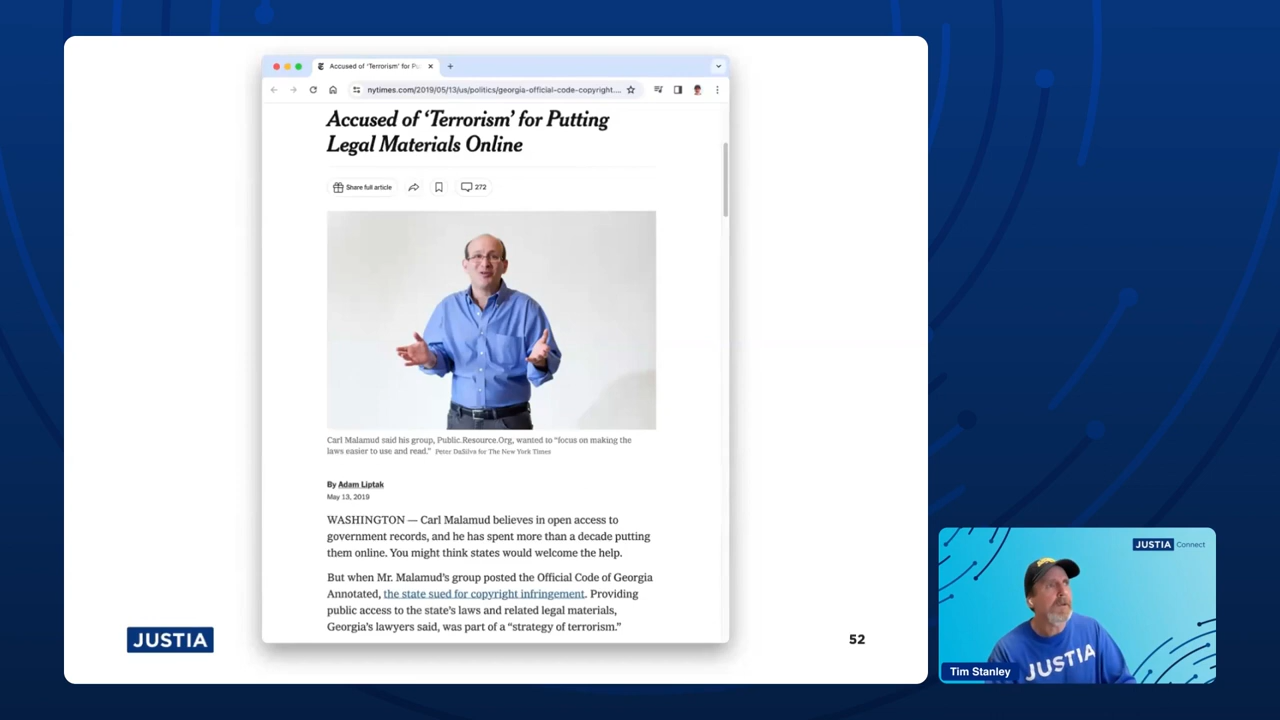 Accused of 'Terrorism' for Pu
nytimes.com/2019/05/13/us/politics/georgia-official-code-copyright....
Accused of ‘Terrorism’ for Putting
Legal Materials Online
Share full article
272
Carl Malamud said his group, Public.Resource.Org, wanted to “focus on making the
laws easier to use and read.” Peter DaSilva for The New York Times
By Adam Liptak
May 13, 2019
WASHINGTON — Carl Malamud believes in open access to
government records, and he has spent more than a decade putting
them online. You might think states would welcome the help.
But when Mr. Malamud’s group posted the Official Code of Georgia
Annotated, the state sued for copyright infringement. Providing
public access to the state’s laws and related legal materials,
Georgia’s lawyers said, was part of a “strategy of terrorism.”
JUSTIA
52
JUSTIA Connect
JUSTIA
Tim Stanley